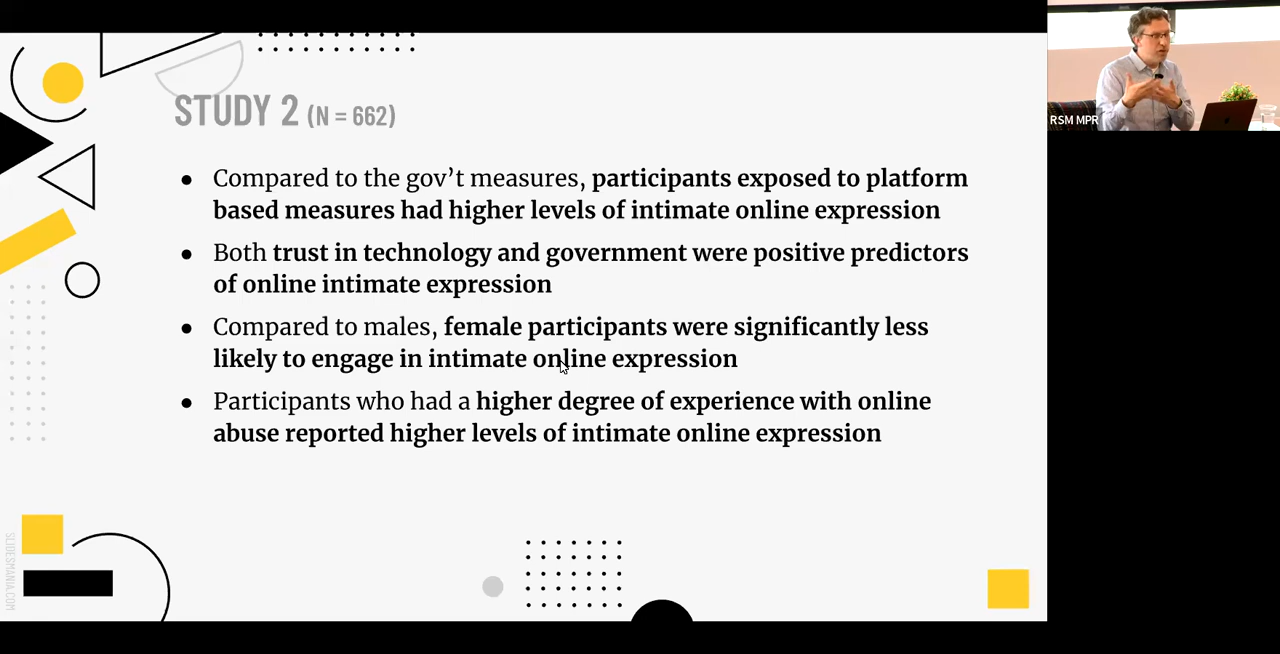 STUDY 2 (N = 662)
● Compared to the gov’t measures, participants exposed to platform
based measures had higher levels of intimate online expression
● Both trust in technology and government were positive predictors
of online intimate expression
● Compared to males, female participants were significantly less
likely to engage in intimate online expression
● Participants who had a higher degree of experience with online
abuse reported higher levels of intimate online expression
SLIDESMANIA.COM
RSM MPR